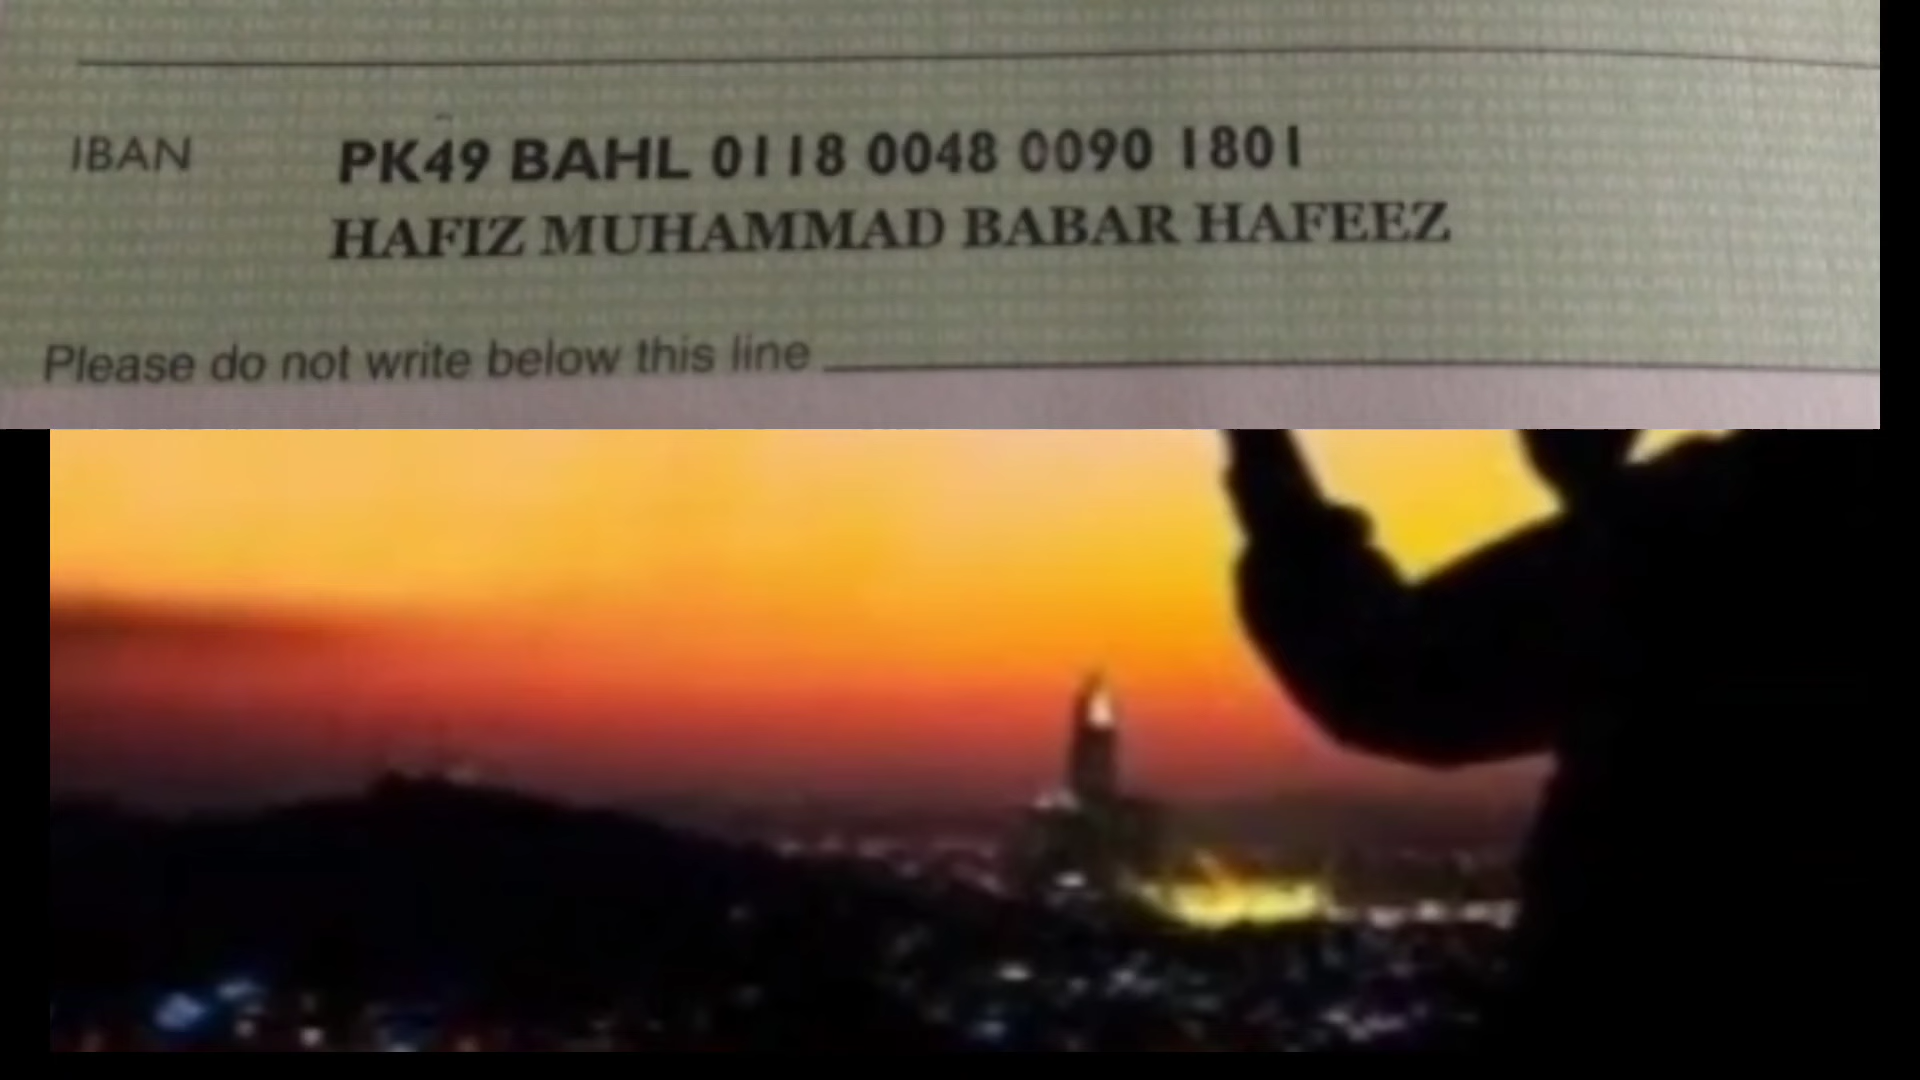 IBAN PK49 BAHL 0118 0048 0090 1801
HAFIZ MUHAMMAD BABAR HAFEEZ
Please do not write below this line